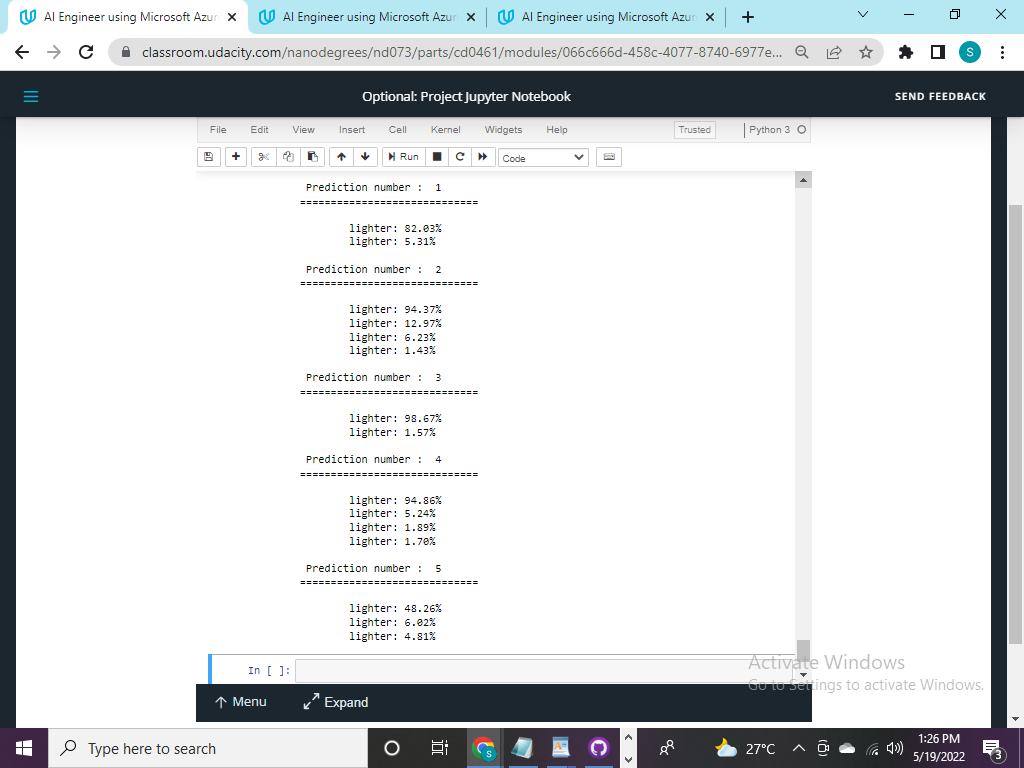 AI Engineer using Microsoft Azur
AI Engineer using Microsoft Azur
AI Engineer using Microsoft Azur
classroom.udacity.com/nanodegrees/nd073/parts/cd0461/modules/066c666d-458c-4077-8740-6977e...
S
Optional: Project Jupyter Notebook
SEND FEEDBACK
File Edit View Insert Cell Kernel Widgets Help Trusted Python 3
Run Code
Prediction number : 1
=============================
lighter: 82.03%
lighter: 5.31%
Prediction number : 2
=============================
lighter: 94.37%
lighter: 12.97%
lighter: 6.23%
lighter: 1.43%
Prediction number : 3
=============================
lighter: 98.67%
lighter: 1.57%
Prediction number : 4
=============================
lighter: 94.86%
lighter: 5.24%
lighter: 1.89%
lighter: 1.70%
Prediction number : 5
=============================
lighter: 48.26%
lighter: 6.02%
lighter: 4.81%
In [ ]:
Activate Windows
Go to Settings to activate Windows.
Menu Expand
Type here to search
S
27°C
1:26 PM
5/19/2022
3